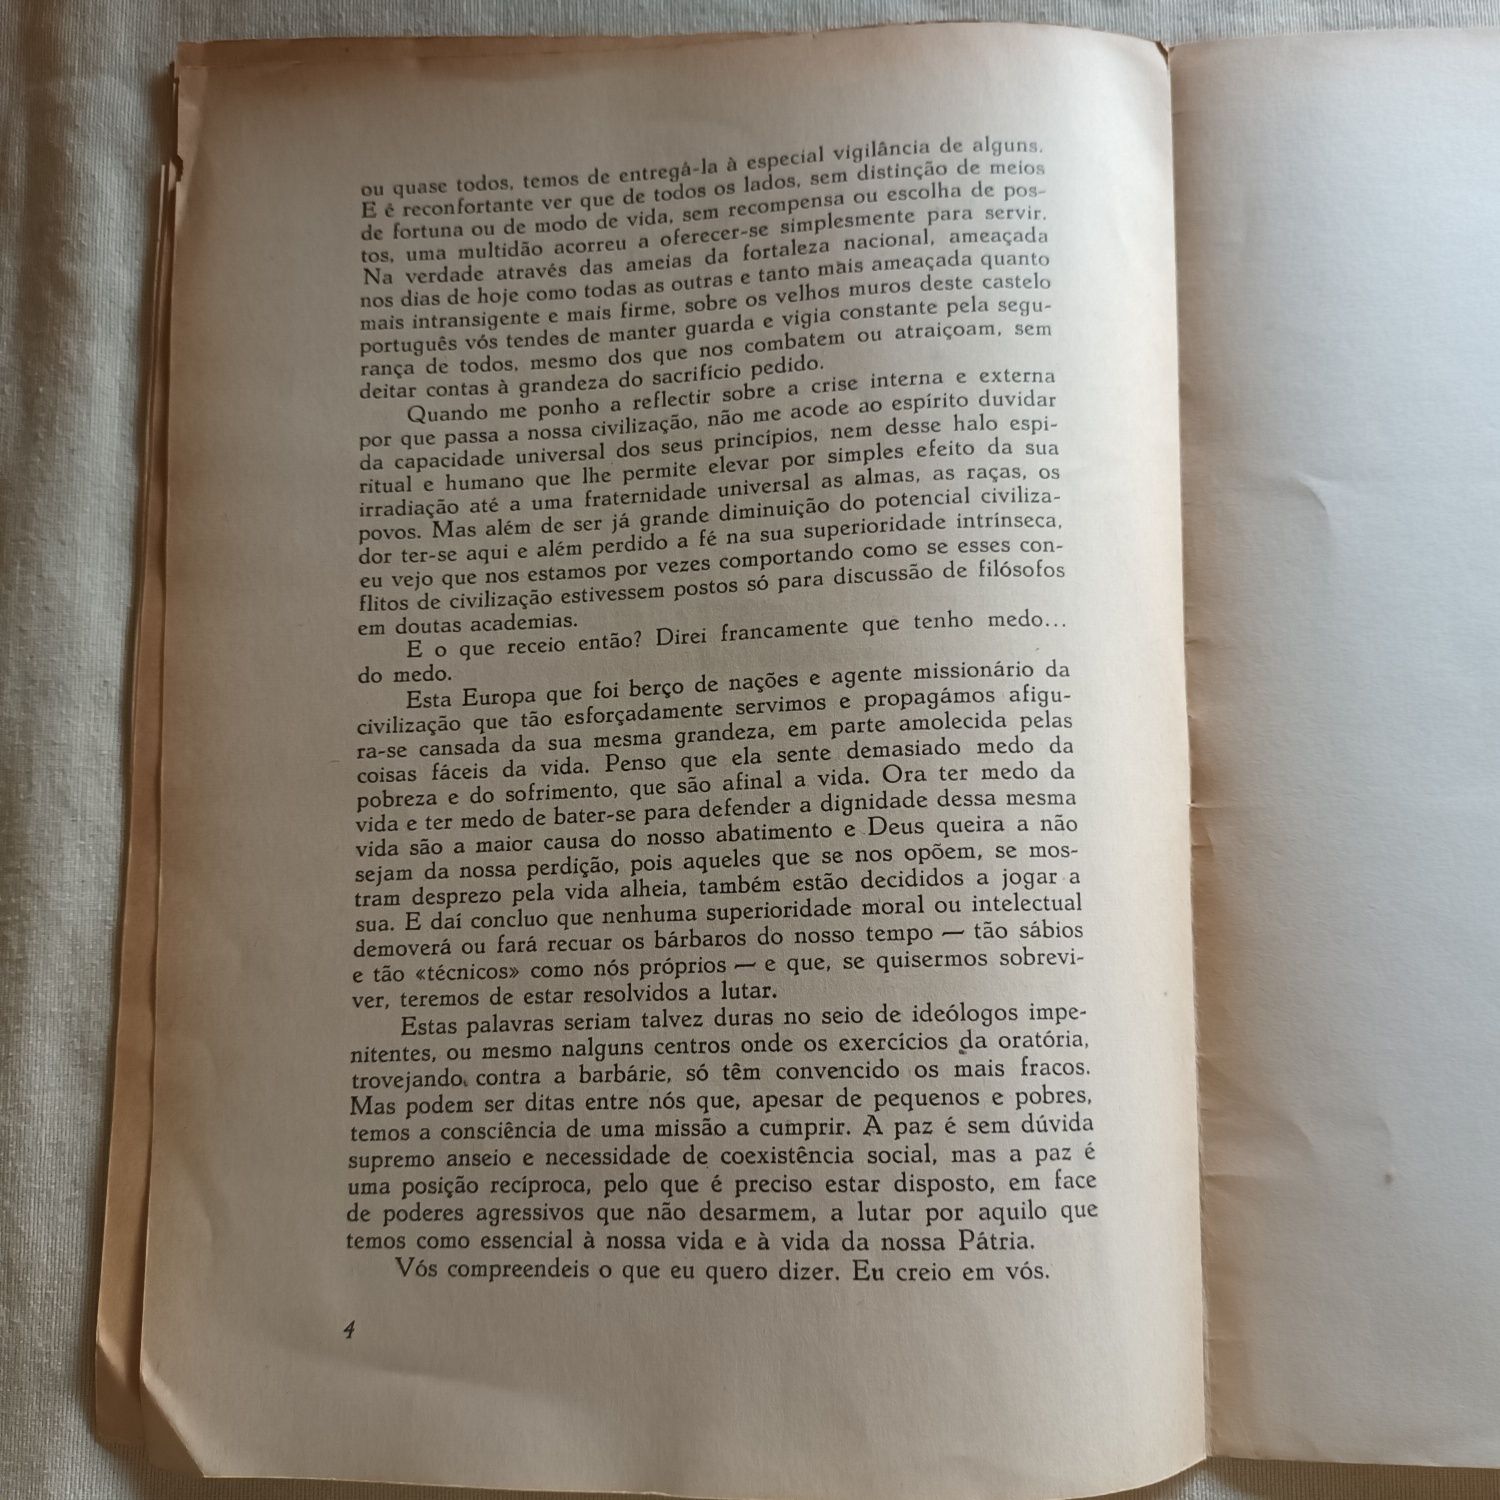 ou quase todos, temos de entregá-la à especial vigilância de alguns.
E é reconfortante ver que de todos os lados, sem distinção de meios
de fortuna ou de modo de vida, sem recompensa ou escolha de pos-
tos, uma multidão acorreu a oferecer-se simplesmente para servir.
Na verdade através das ameias da fortaleza nacional, ameaçada
nos dias de hoje como todas as outras e tanto mais ameaçada quanto
mais intransigente e mais firme, sobre os velhos muros deste castelo
português vós tendes de manter guarda e vigia constante pela segu-
rança de todos, mesmo dos que nos combatem ou atraiçoam, sem
deitar contas à grandeza do sacrifício pedido.
Quando me ponho a reflectir sobre a crise interna e externa
por que passa a nossa civilização, não me acode ao espírito duvidar
da capacidade universal dos seus princípios, nem desse halo espi-
ritual e humano que lhe permite elevar por simples efeito da sua
irradiação até a uma fraternidade universal as almas, as raças, os
povos. Mas além de ser já grande diminuição do potencial civiliza-
dor ter-se aqui e além perdido a fé na sua superioridade intrínseca,
eu vejo que nos estamos por vezes comportando como se esses con-
flitos de civilização estivessem postos só para discussão de filósofos
em doutas academias.
E o que receio então? Direi francamente que tenho medo...
do medo.
Esta Europa que foi berço de nações e agente missionário da
civilização que tão esforçadamente servimos e propagámos afigu-
ra-se cansada da sua mesma grandeza, em parte amolecida pelas
coisas fáceis da vida. Penso que ela sente demasiado medo da
pobreza e do sofrimento, que são afinal a vida. Ora ter medo da
vida e ter medo de bater-se para defender a dignidade dessa mesma
vida são a maior causa do nosso abatimento e Deus queira a não
sejam da nossa perdição, pois aqueles que se nos opõem, se mos-
tram desprezo pela vida alheia, também estão decididos a jogar a
sua. E daí concluo que nenhuma superioridade moral ou intelectual
demoverá ou fará recuar os bárbaros do nosso tempo — tão sábios
e tão «técnicos» como nós próprios — e que, se quisermos sobrevi-
ver, teremos de estar resolvidos a lutar.
Estas palavras seriam talvez duras no seio de ideólogos impe-
nitentes, ou mesmo nalguns centros onde os exercícios da oratória,
trovejando contra a barbárie, só têm convencido os mais fracos.
Mas podem ser ditas entre nós que, apesar de pequenos e pobres,
temos a consciência de uma missão a cumprir. A paz é sem dúvida
supremo anseio e necessidade de coexistência social, mas a paz é
uma posição recíproca, pelo que é preciso estar disposto, em face
de poderes agressivos que não desarmem, a lutar por aquilo que
temos como essencial à nossa vida e à vida da nossa Pátria.
Vós compreendeis o que eu quero dizer. Eu creio em vós.
4